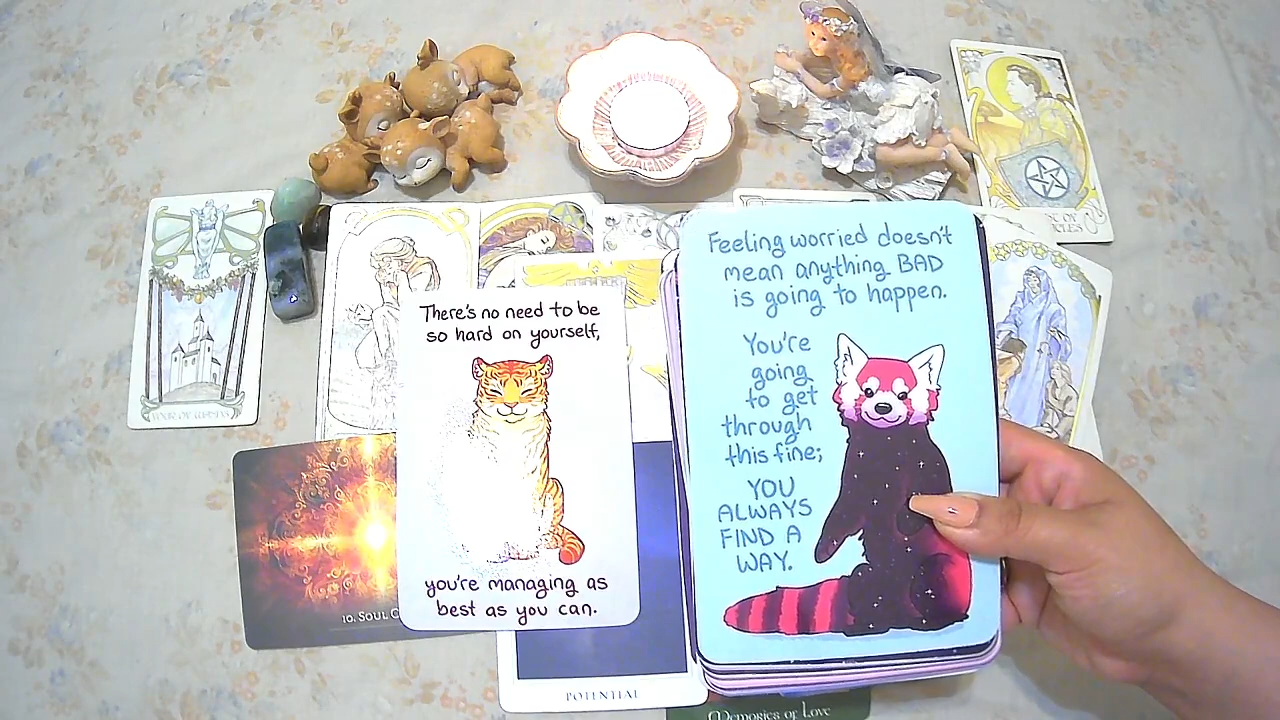 Feeling worried doesn't
mean anything BAD
is going to happen.
You're
going
to get
through
this fine;
YOU
ALWAYS
FIND A
WAY.
There's no need to be
so hard on yourself,
you're managing as
best as you can.
10. SOUL
POTENTIAL
Memories of Love